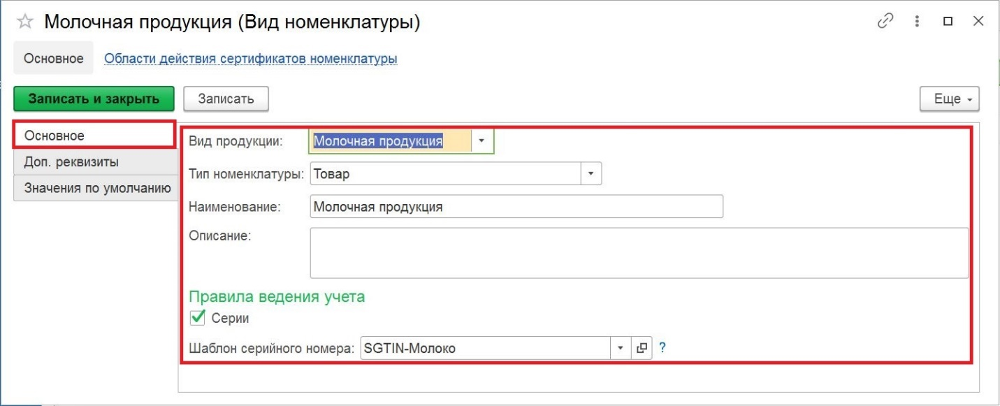 Молочная продукция (Вид номенклатуры)
Основное Области действия сертификатов номенклатуры
Записать и закрыть Записать Еще
Основное
Доп. реквизиты
Значения по умолчанию
Вид продукции: Молочная продукция
Тип номенклатуры: Товар
Наименование: Молочная продукция
Описание:
Правила ведения учета
Серии
Шаблон серийного номера: SGTIN-Молоко ?